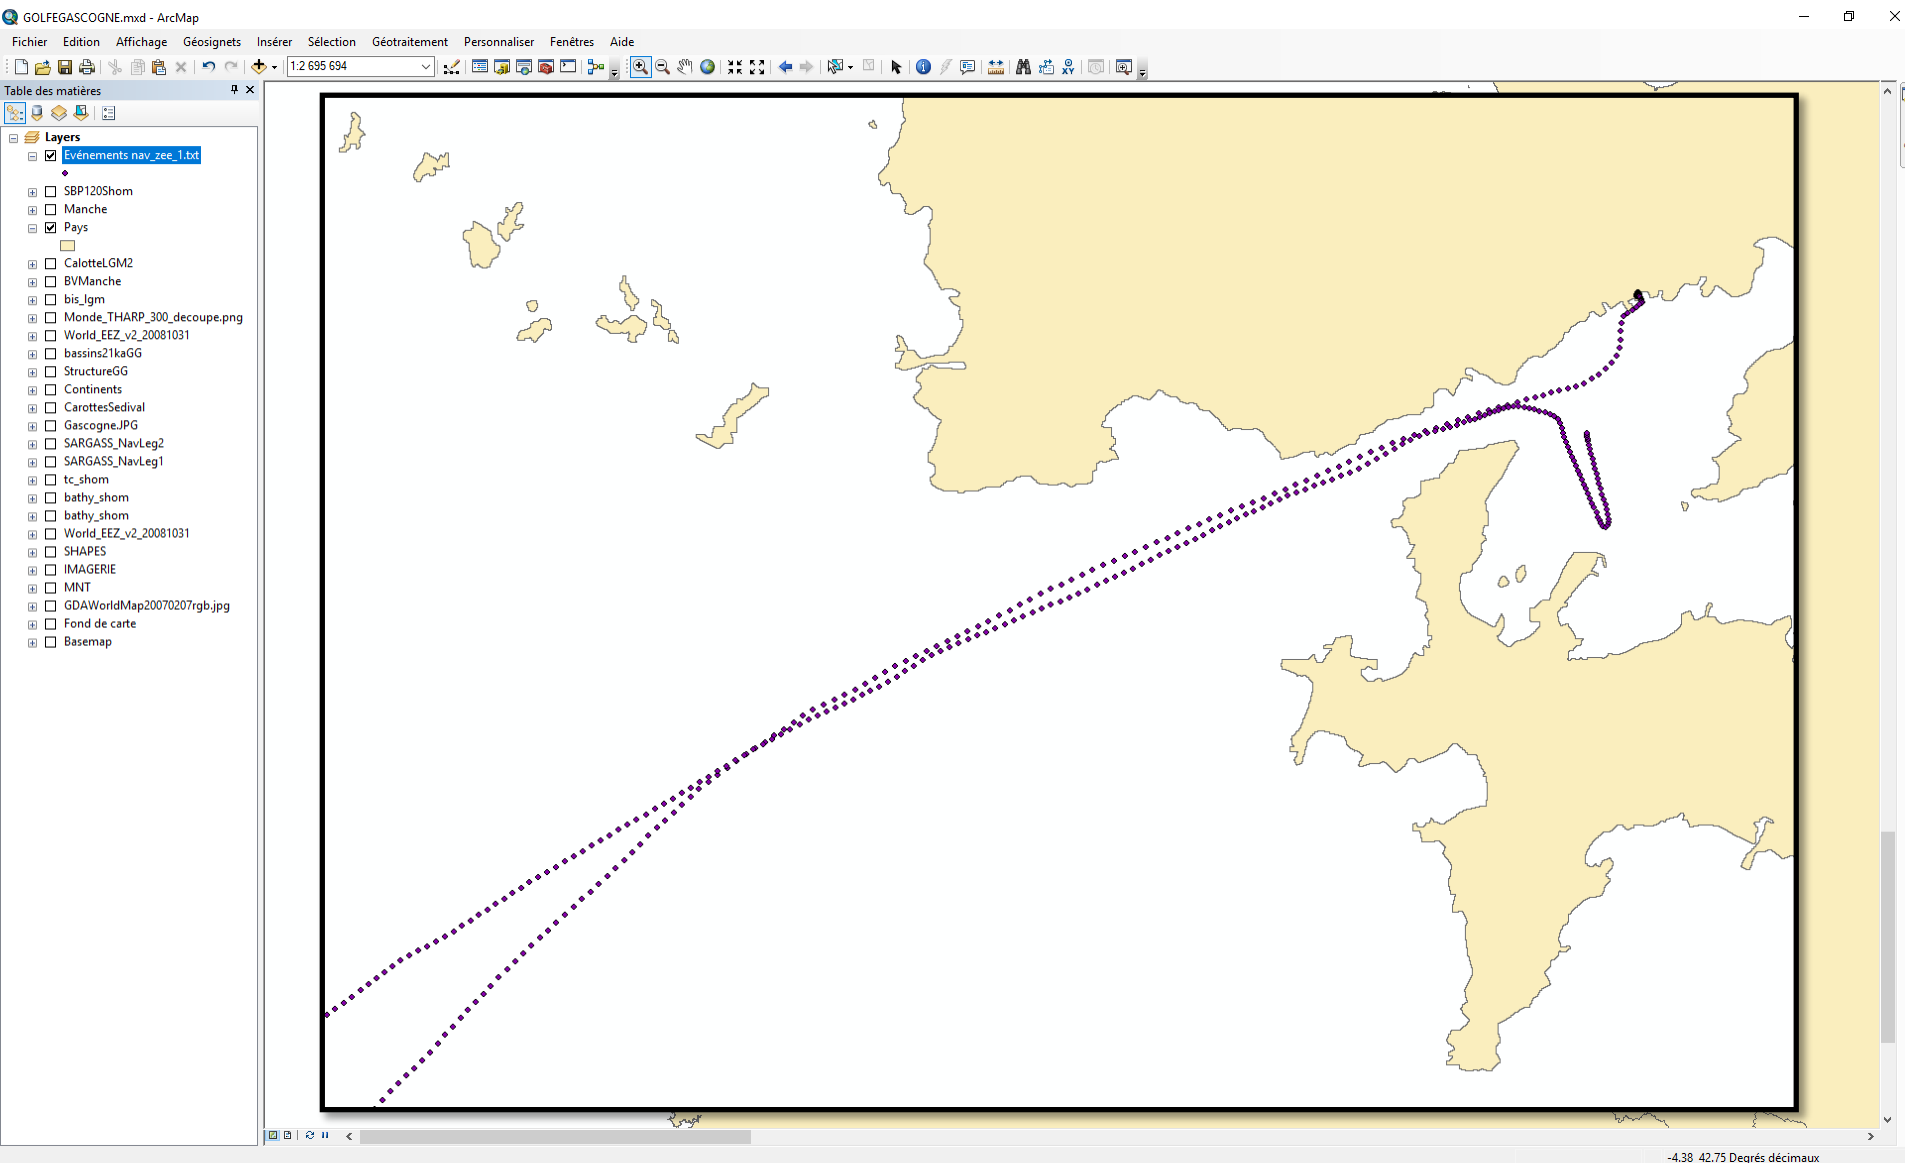 GOLFEGASCOGNE.mxd - ArcMap
Fichier Edition Affichage Géosignets Insérer Sélection Géotraitement Personnaliser Fenêtres Aide
1:2 695 694
Table des matières
Layers
Evénements nav_zee_1.txt
SBP120Shom
Manche
Pays
CalotteLGM2
BVManche
bis_lgm
Monde_THARP_300_decoupe.png
World_EEZ_v2_20081031
bassins21kaGG
StructureGG
Continents
CarottesSedival
Gascogne.JPG
SARGASS_NavLeg2
SARGASS_NavLeg1
tc_shom
bathy_shom
bathy_shom
World_EEZ_v2_20081031
SHAPES
IMAGERIE
MNT
GDAWorldMap20070207rgb.jpg
Fond de carte
Basemap
-4.38 42.75 Degrés décimaux